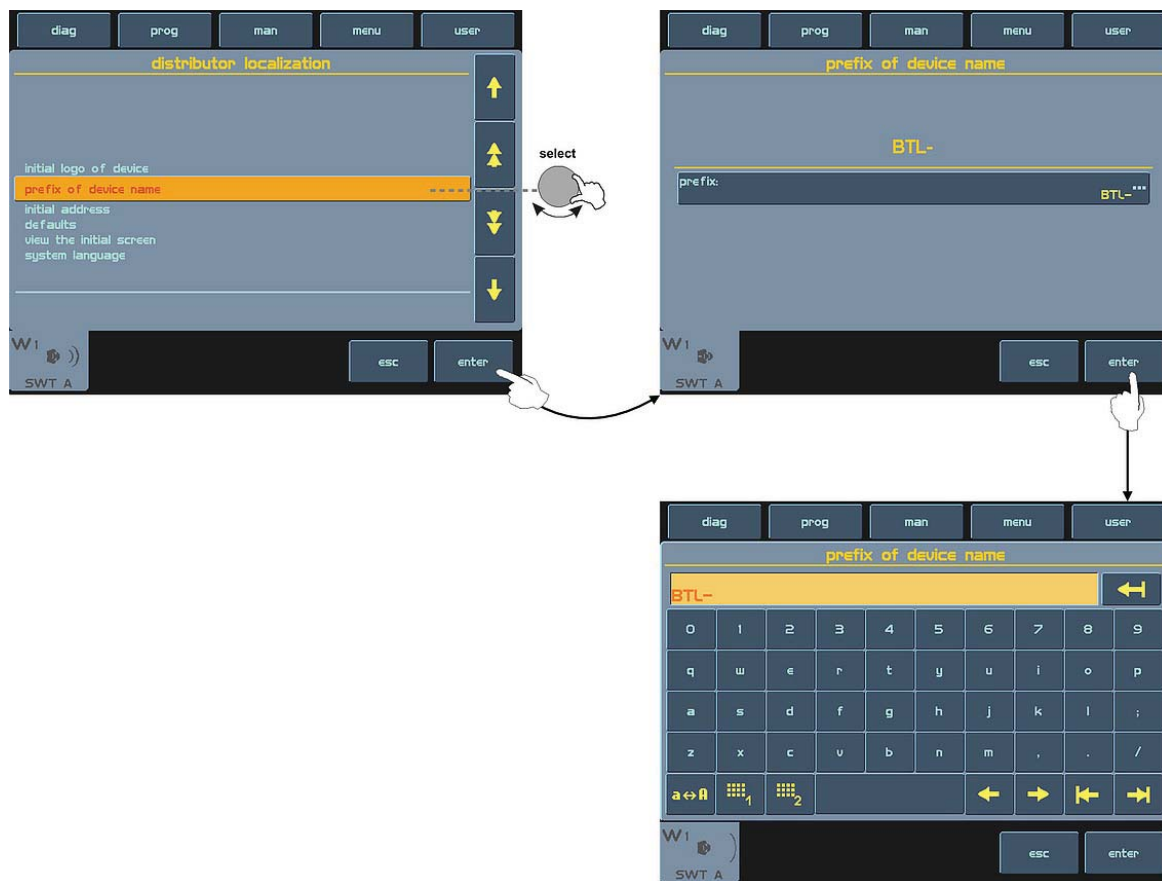 diag prog man menu user
distributor localization
initial logo of device
prefix of device name
initial address
defaults
view the initial screen
system language
W1
SWT A
esc enter
select
diag prog man menu user
prefix of device name
BTL-
prefix:
BTL-...
W1
SWT A
esc enter
diag prog man menu user
prefix of device name
BTL-
0 1 2 3 4 5 6 7 8 9
q w e r t y u i o p
a s d f g h j k l ;
z x c v b n m , . /
a↔A 1 2
W1
SWT A
esc enter